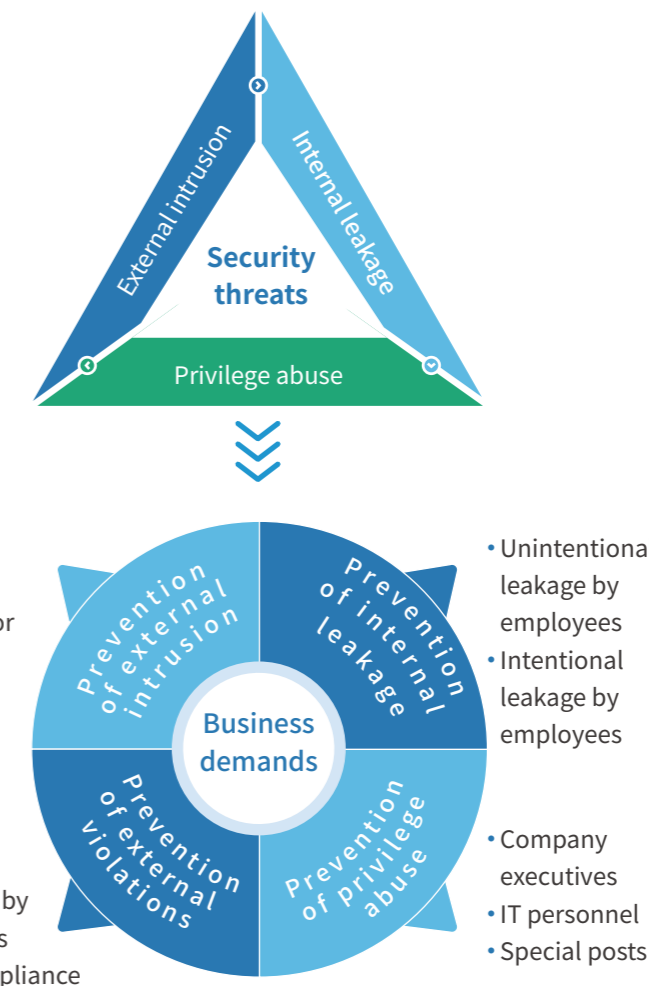 External intrusion
Internal leakage
Security
threats
Privilege abuse
Prevention
of external
intrusion
Prevention
of internal
leakage
• Unintentiona
leakage by
employees
• Intentional
leakage by
employees
or
Business
demands
Prevention
of external
violations
Prevention
of privilege
abuse
• Company
executives
• IT personnel
• Special posts
by
s
pliance